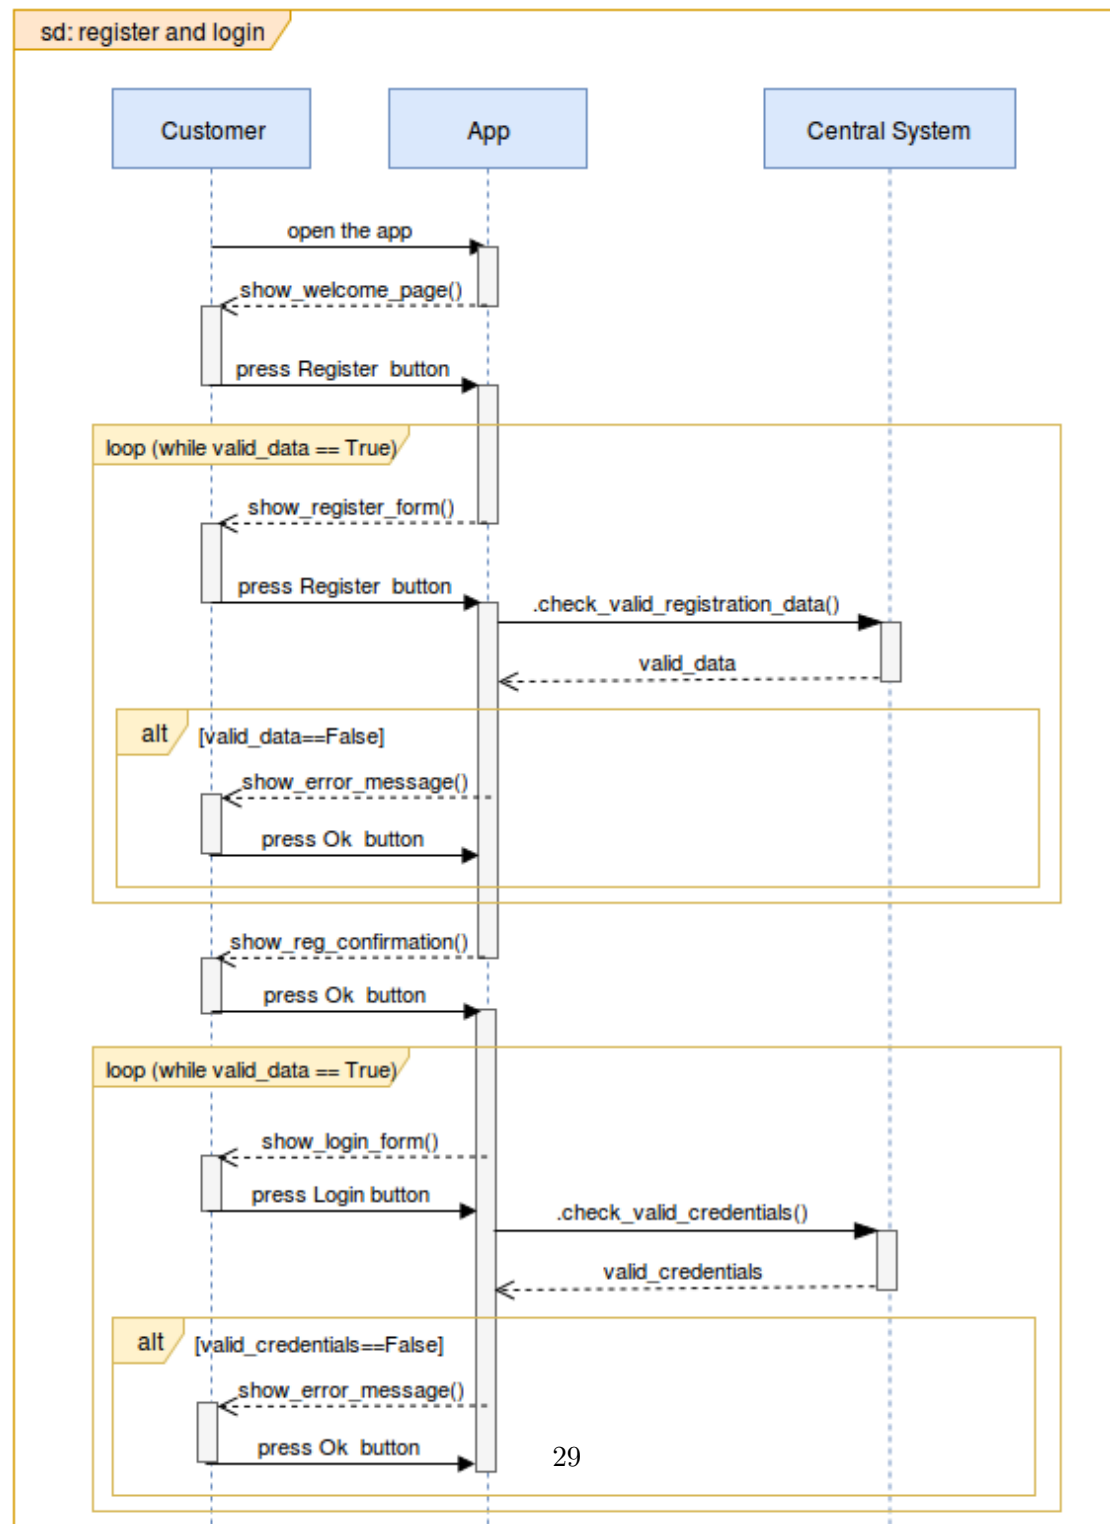 sd: register and login
Customer
App
Central System
open the app
show_welcome_page()
press Register  button
loop (while valid_data == True)
show_register_form()
press Register  button
.check_valid_registration_data()
valid_data
alt
[valid_data==False]
show_error_message()
press Ok  button
show_reg_confirmation()
press Ok  button
loop (while valid_data == True)
show_login_form()
press Login button
.check_valid_credentials()
valid_credentials
alt
[valid_credentials==False]
show_error_message()
press Ok  button
29